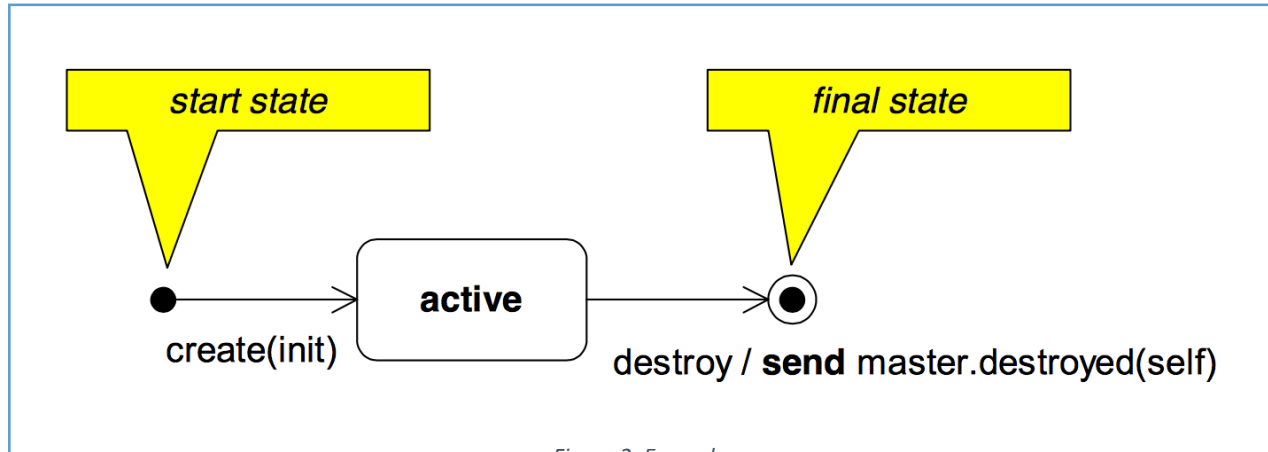 start state
final state
active
create(init)
destroy / send master.destroyed(self)